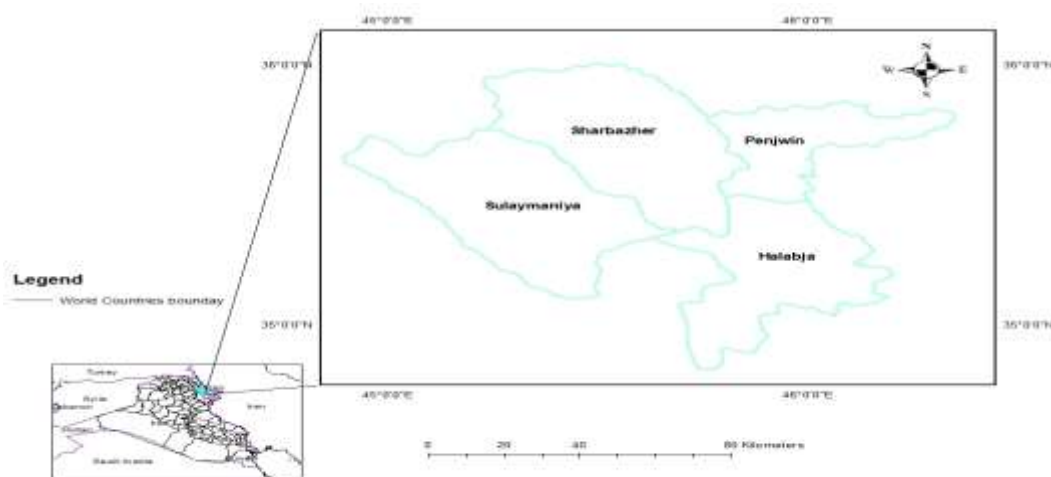 45°0'0"E 46°0'0"E
36°0'0"N 36°0'0"N
N
W E
S
Sharbazher
Penjwin
Sulaymaniya
Halabja
Legend
World Countries bounday
35°0'0"N 35°0'0"N
45°0'0"E 46°0'0"E
Turkey
Syria
Iran
Saudi Arabia
0 20 40 80 Kilometers